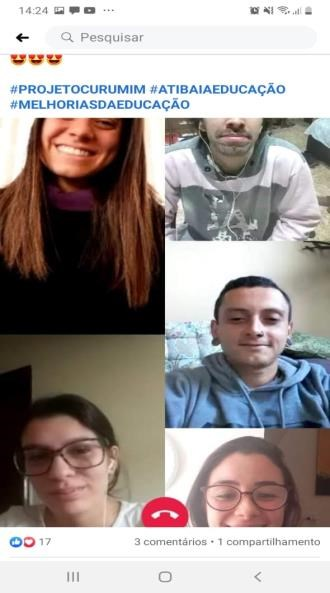 14:24
Pesquisar
#PROJETOCURUMIM #ATIBAIAEDUCAÇÃO
#MELHORIASDAEDUCAÇÃO
17
3 comentários • 1 compartilhamento